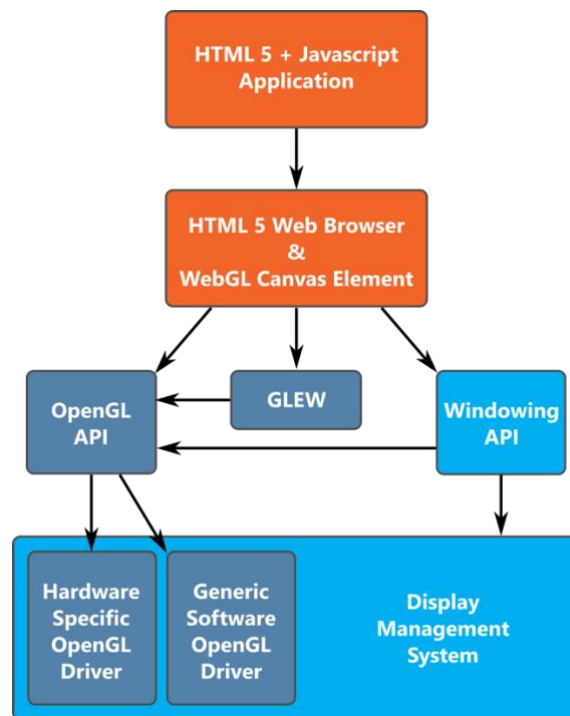 HTML 5 + Javascript
Application
HTML 5 Web Browser
&
WebGL Canvas Element
OpenGL
API
GLEW
Windowing
API
Hardware
Specific
OpenGL
Driver
Generic
Software
OpenGL
Driver
Display
Management
System